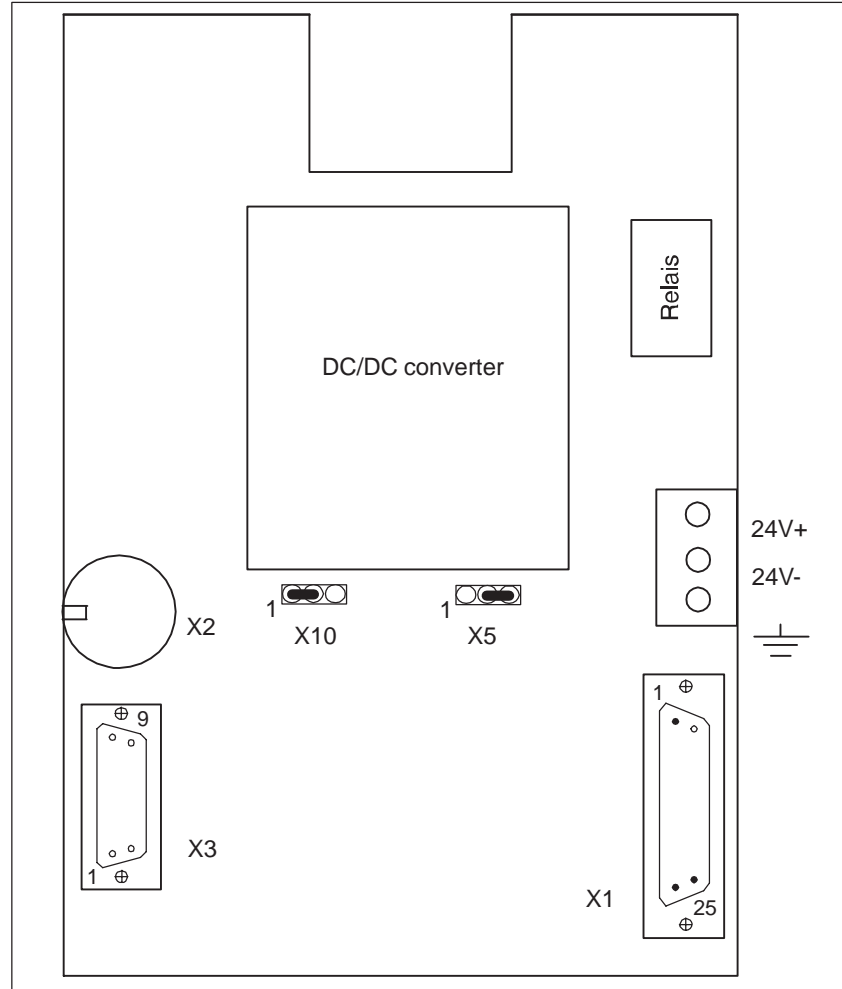 Relais
DC/DC converter
24V+
24V-
1
X10
1
X5
X2
9
1
X3
1
25
X1